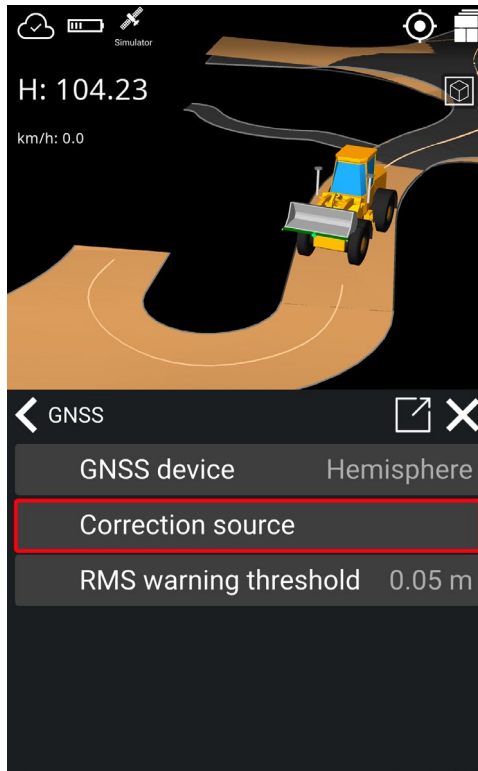 Simulator
H: 104.23
km/h: 0.0
GNSS
GNSS device Hemisphere
Correction source
RMS warning threshold 0.05 m